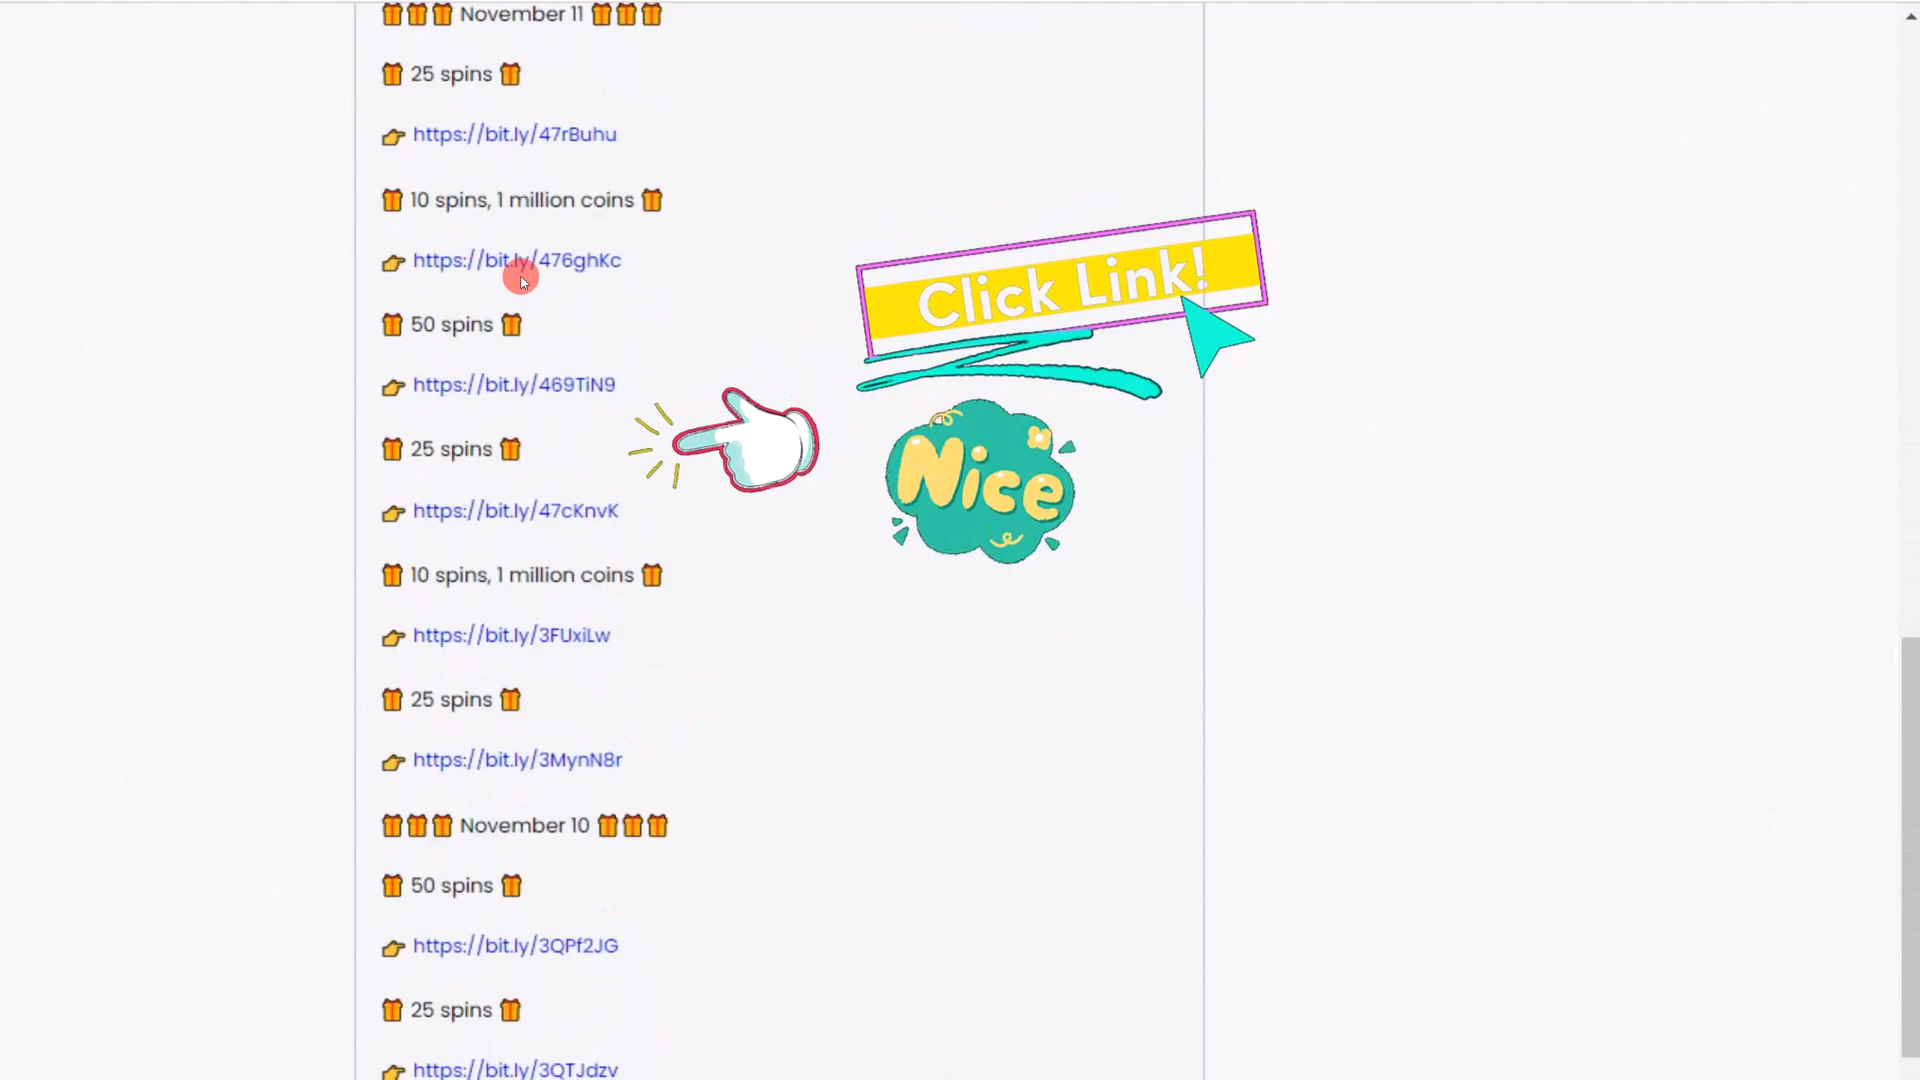 November 11
25 spins
https://bit.ly/47rBuhu
10 spins, 1 million coins
https://bit.ly/476ghKc
50 spins
https://bit.ly/469TiN9
25 spins
https://bit.ly/47cKnvK
10 spins, 1 million coins
https://bit.ly/3FUxiLw
25 spins
https://bit.ly/3MynN8r
November 10
50 spins
https://bit.ly/3QPf2JG
25 spins
https://bit.ly/3QTJdzv
Click Link!
Nice